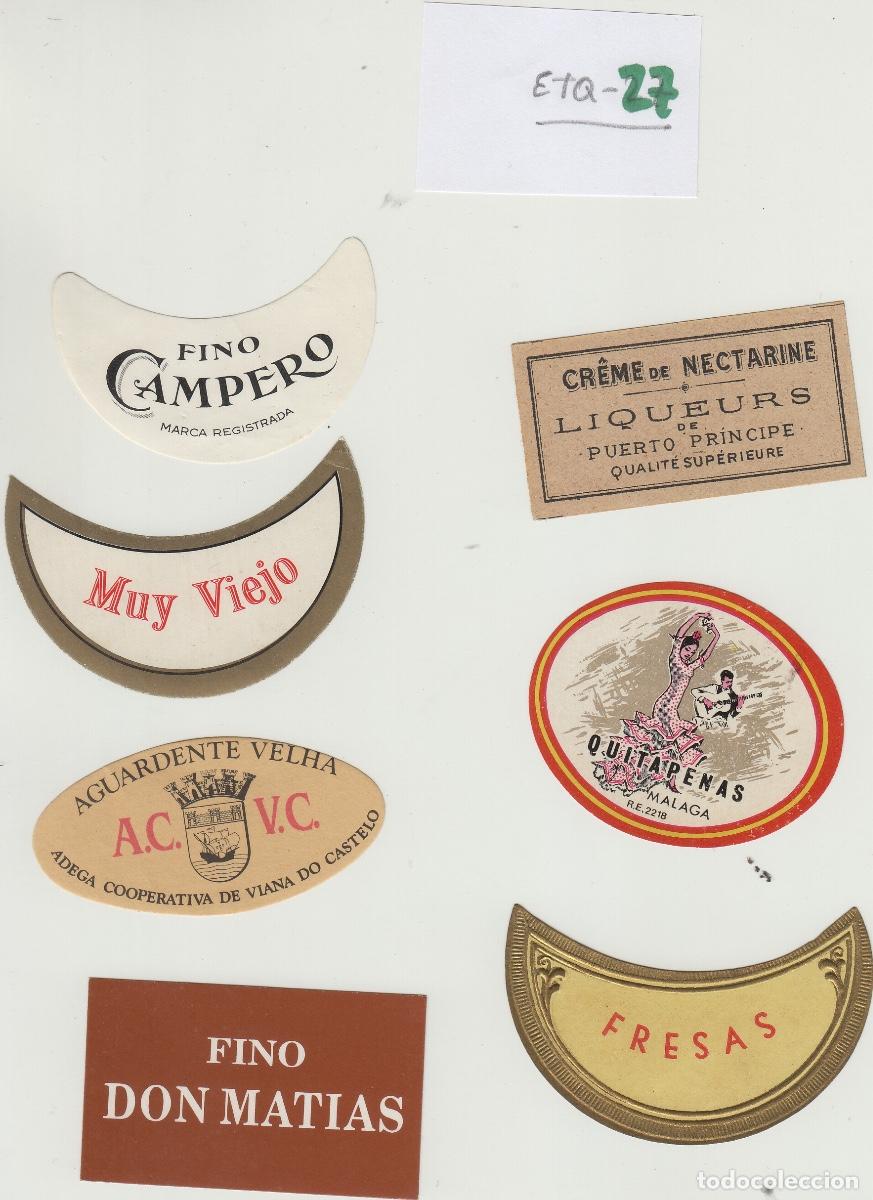 ETQ-27
FINO
CAMPERO
MARCA REGISTRADA
CRÊME DE NECTARINE
LIQUEURS
DE
·PUERTO PRÍNCIPE·
QUALITÉ SUPÉRIEURE
Muy Viejo
QUITAPENAS
MALAGA
R.E.2218
AGUARDENTE VELHA
A.C. V.C.
ADEGA COOPERATIVA DE VIANA DO CASTELO
FRESAS
FINO
DON MATIAS
todocoleccion